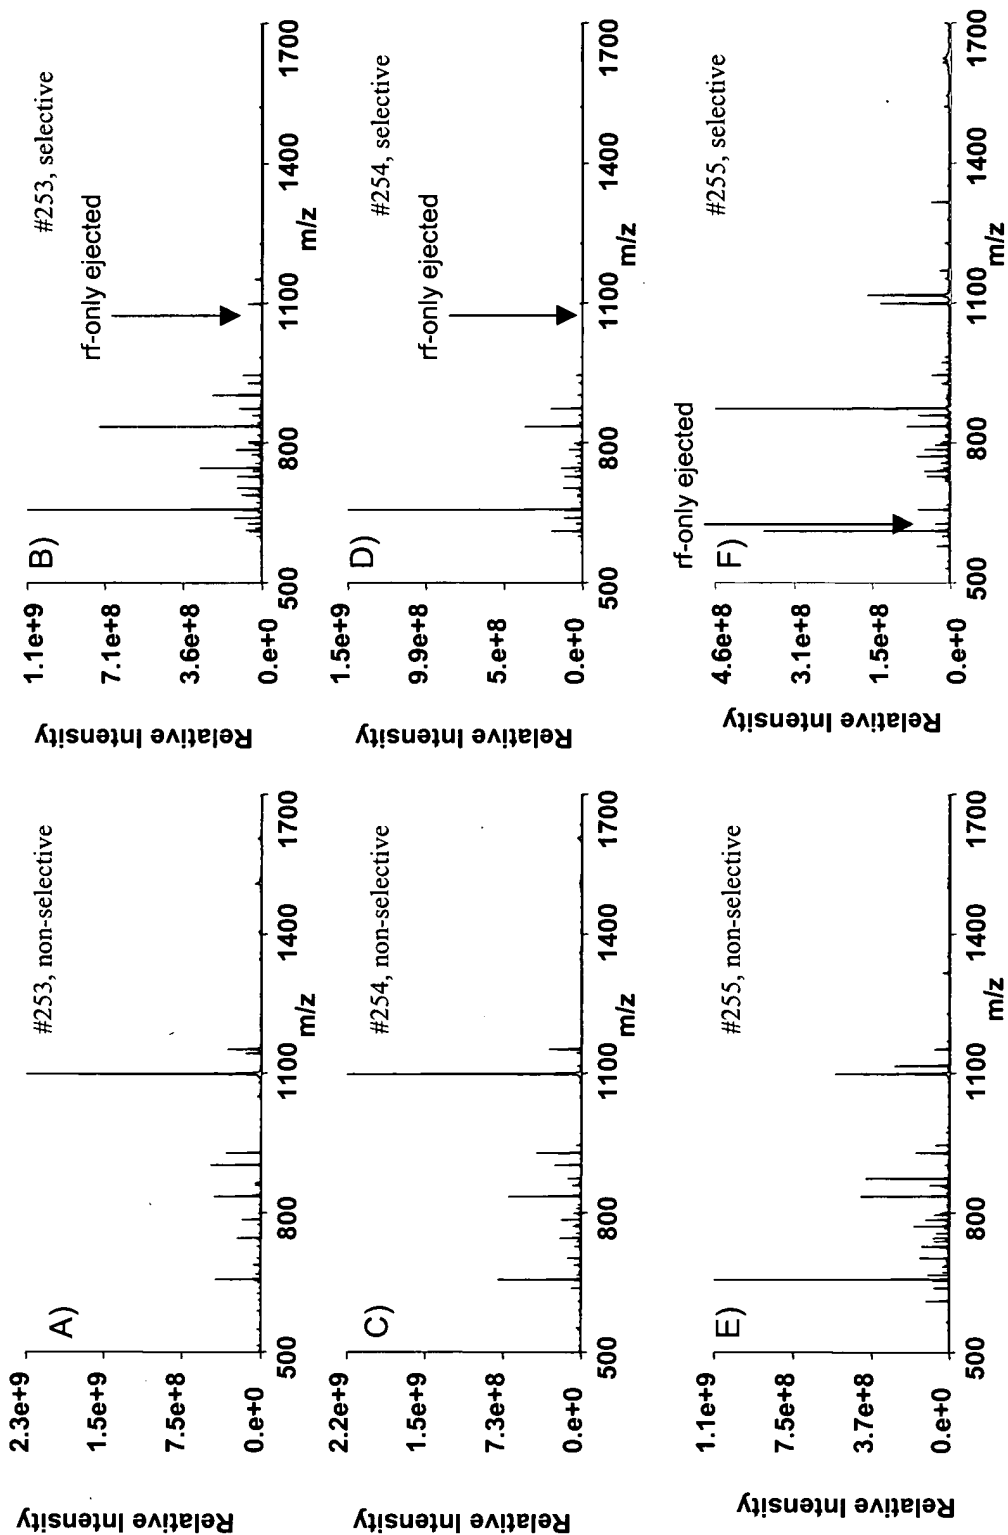 A)
#253, non-selective
2.3e+9
1.5e+9
7.5e+8
0.e+0
Relative Intensity
500
800
1100
1400
1700
m/z
B)
#253, selective
rf-only ejected
1.1e+9
7.1e+8
3.6e+8
0.e+0
Relative Intensity
500
800
1100
1400
1700
m/z
C)
#254, non-selective
2.22e+9
1.5e+9
7.3e+8
0.e+0
Relative Intensity
500
800
1100
1400
1700
m/z
D)
#254, selective
rf-only ejected
1.5e+9
9.9e+8
5.e+8
0.e+0
Relative Intensity
500
800
1100
1400
1700
m/z
E)
#255, non-selective
1.1e+9
7.5e+8
3.7e+8
0.e+0
Relative Intensity
500
800
1100
1400
1700
m/z
F)
#255, selective
rf-only ejected
4.6e+8
3.1e+8
1.5e+8
0.e+0
Relative Intensity
500
800
1100
1400
1700
m/z